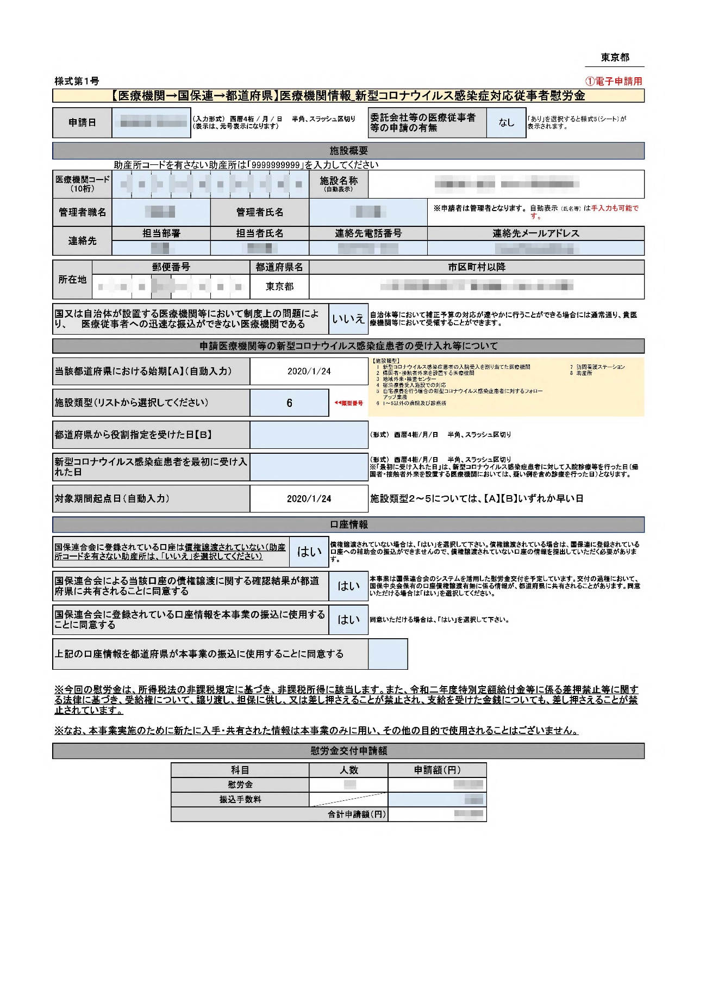 東京都
様式第1号
①電子申請用
【医療機関→国保連→都道府県】医療機関情報_新型コロナウイルス感染症対応従事者慰労金
申請日
(入力形式) 西暦4桁 / 月 / 日　半角、スラッシュ区切り
(表示は、元号表示になります)
委託会社等の医療従事者
等の申請の有無
なし
「あり」を選択すると様式5(シート)が
表示されます。
施設概要
助産所コードを有さない助産所は「9999999999」を入力してください
医療機関コード
(10桁)
施設名称
(自動表示)
管理者職名
管理者氏名
※申請者は管理者となります。自動表示 (氏名等) は手入力も可能で
す。
連絡先
担当部署
担当者氏名
連絡先電話番号
連絡先メールアドレス
所在地
郵便番号
都道府県名
市区町村以降
東京都
国又は自治体が設置する医療機関等において制度上の問題によ
り、　医療従事者への迅速な振込ができない医療機関である
いいえ
自治体等において補正予算の対応が速やかに行うことができる場合には通常通り、貴医
療機関等において受領することができます。
申請医療機関等の新型コロナウイルス感染症患者の受け入れ等について
当該都道府県における始期【A】(自動入力)
2020/1/24
【施設類型】
1 新型コロナウイルス感染症患者の入院受入を割り当てた医療機関
2 帰国者・接触者外来を設置する医療機関
3 地域外来・検査センター
4 宿泊療養受入施設での対応
5 自宅療養を行う場合の新型コロナウイルス感染症患者に対するフォロー
アップ業務
6 1～5以外の病院及び診療所
7 訪問看護ステーション
8 助産所
施設類型(リストから選択してください)
6
◀◀類型番号
都道府県から役割指定を受けた日【B】
(形式) 西暦4桁/月/日　半角、スラッシュ区切り
新型コロナウイルス感染症患者を最初に受け入
れた日
(形式) 西暦4桁/月/日　半角、スラッシュ区切り
※「最初に受け入れた日」は、新型コロナウイルス感染症患者に対して入院診療等を行った日(帰
国者・接触者外来を設置する医療機関においては、疑い例を含め診療を行った日)となります。
対象期間起点日(自動入力)
2020/1/24
施設類型2～5については、【A】【B】いずれか早い日
口座情報
国保連合会に登録されている口座は債権譲渡されていない(助産
所コードを有さない助産所は、「いいえ」を選択してください)
はい
債権譲渡されていない場合は、「はい」を選択して下さい。債権譲渡されている場合は、国保連に登録されている
口座への補助金の振込ができませんので、債権譲渡されていない口座の情報を提出していただく必要がありま
す。
国保連合会による当該口座の債権譲渡に関する確認結果が都道
府県に共有されることに同意する
はい
本事業は国保連合会のシステムを活用した慰労金交付を予定しています。交付の過程において、
国保中央会保有の口座債権譲渡有無に係る情報が、都道府県に共有されることがあります。同意
いただける場合は「はい」を選択してください。
国保連合会に登録されている口座情報を本事業の振込に使用する
ことに同意する
はい
同意いただける場合は、「はい」を選択して下さい。
上記の口座情報を都道府県が本事業の振込に使用することに同意する
※今回の慰労金は、所得税法の非課税規定に基づき、非課税所得に該当します。また、令和二年度特別定額給付金等に係る差押禁止等に関す
る法律に基づき、受給権について、譲り渡し、担保に供し、又は差し押さえることが禁止され、支給を受けた金銭についても、差し押さえることが禁
止されています。
※なお、本事業実施のために新たに入手・共有された情報は本事業のみに用い、その他の目的で使用されることはございません。
慰労金交付申請額
科目
人数
申請額(円)
慰労金
振込手数料
合計申請額(円)